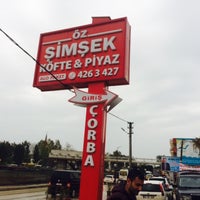 ÖZ
ŞİMŞEK
KÖFTE & PİYAZ
426 3 427
GİRİŞ
ÇORBA